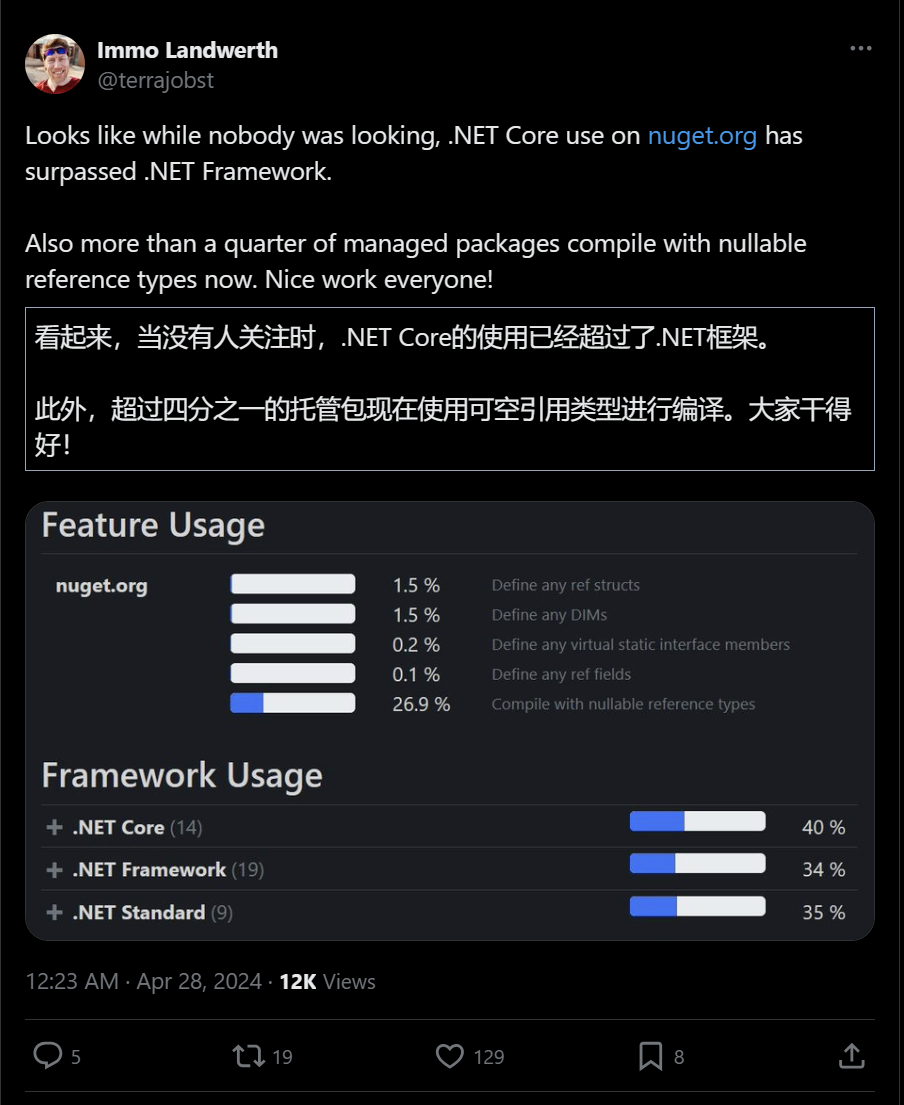 Immo Landwerth
@terrajobst
Looks like while nobody was looking, .NET Core use on nuget.org has
surpassed .NET Framework.
Also more than a quarter of managed packages compile with nullable
reference types now. Nice work everyone!
看起来，当没有人关注时，.NET Core的使用已经超过了.NET框架。
此外，超过四分之一的托管包现在使用可空引用类型进行编译。大家干得
好！
Feature Usage
nuget.org 1.5 % Define any ref structs
1.5 % Define any DIMs
0.2 % Define any virtual static interface members
0.1 % Define any ref fields
26.9 % Compile with nullable reference types
Framework Usage
.NET Core (14) 40 %
.NET Framework (19) 34 %
.NET Standard (9) 35 %
12:23 AM · Apr 28, 2024 · 12K Views
5 19 129 8